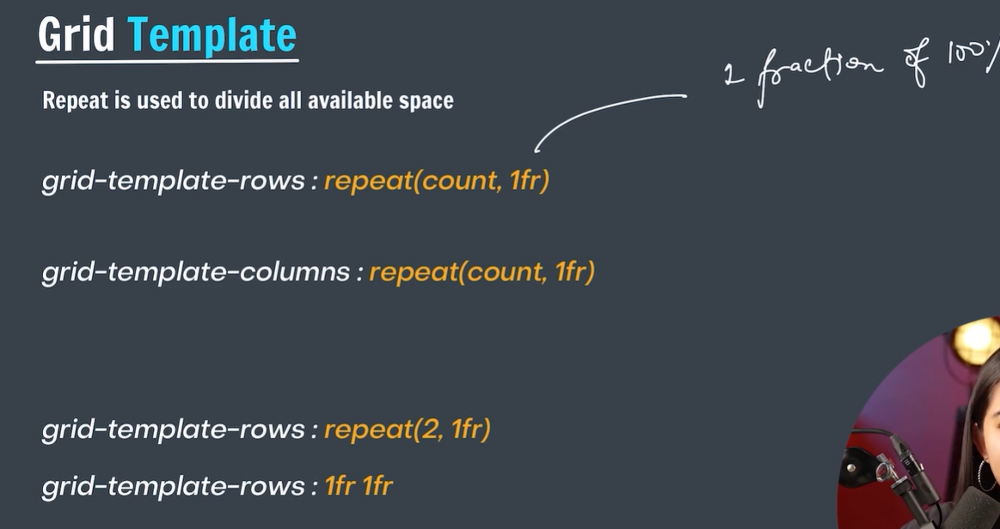 Grid Template
1 fraction of 100%
Repeat is used to divide all available space
grid-template-rows : repeat(count, 1fr)
grid-template-columns : repeat(count, 1fr)
grid-template-rows : repeat(2, 1fr)
grid-template-rows : 1fr 1fr